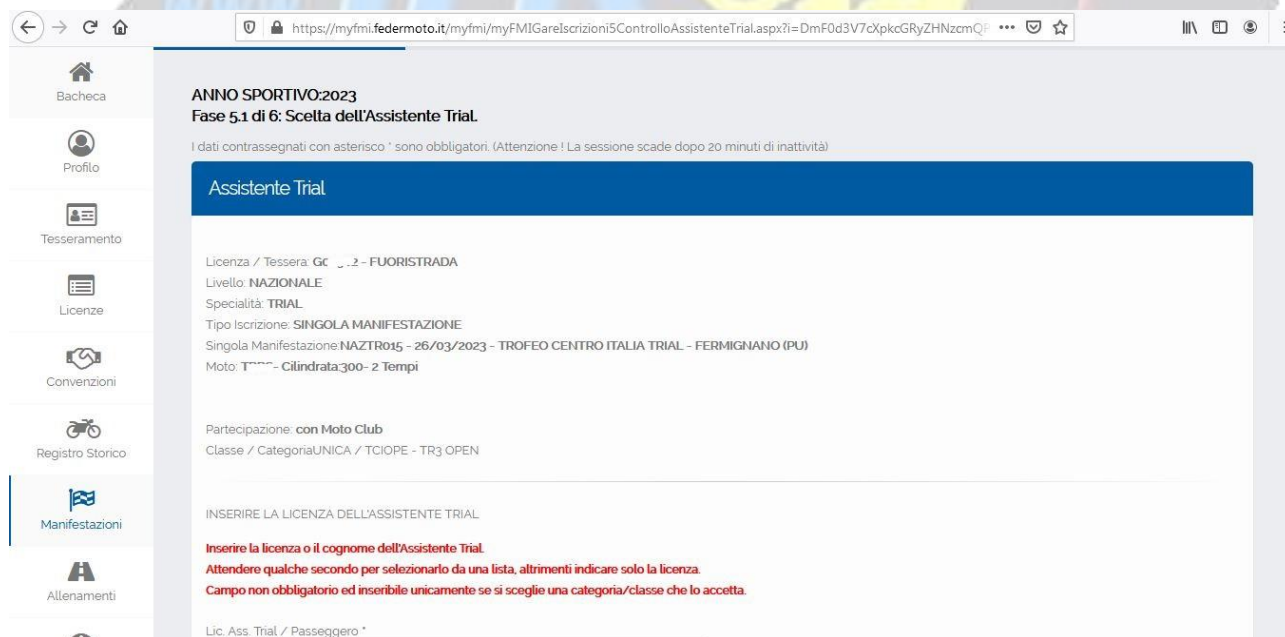 https://myfmi.federmoto.it/myfmi/myFMIGareIscrizioni5ControlloAssistenteTrial.aspx?i=DmF0d3V7cXpkcGRyZHNzcmQ
Bacheca
Profilo
Tesseramento
Licenze
Convenzioni
Registro Storico
Manifestazioni
Allenamenti
ANNO SPORTIVO:2023
Fase 5.1 di 6: Scelta dell'Assistente Trial.
I dati contrassegnati con asterisco * sono obbligatori. (Attenzione ! La sessione scade dopo 20 minuti di inattività)
Assistente Trial
Licenza / Tessera: - FUORISTRADA
Livello: NAZIONALE
Specialità: TRIAL
Tipo Iscrizione: SINGOLA MANIFESTAZIONE
Singola Manifestazione:NAZTR015 - 26/03/2023 - TROFEO CENTRO ITALIA TRIAL - FERMIGNANO (PU)
Moto: - Cilindrata:300- 2 Tempi
Partecipazione: con Moto Club
Classe / CategoriaUNICA / TCIOPE - TR3 OPEN
INSERIRE LA LICENZA DELL'ASSISTENTE TRIAL
Inserire la licenza o il cognome dell'Assistente Trial.
Attendere qualche secondo per selezionarlo da una lista, altrimenti indicare solo la licenza.
Campo non obbligatorio ed inseribile unicamente se si sceglie una categoria/classe che lo accetta.
Lic. Ass. Trial / Passeggero *